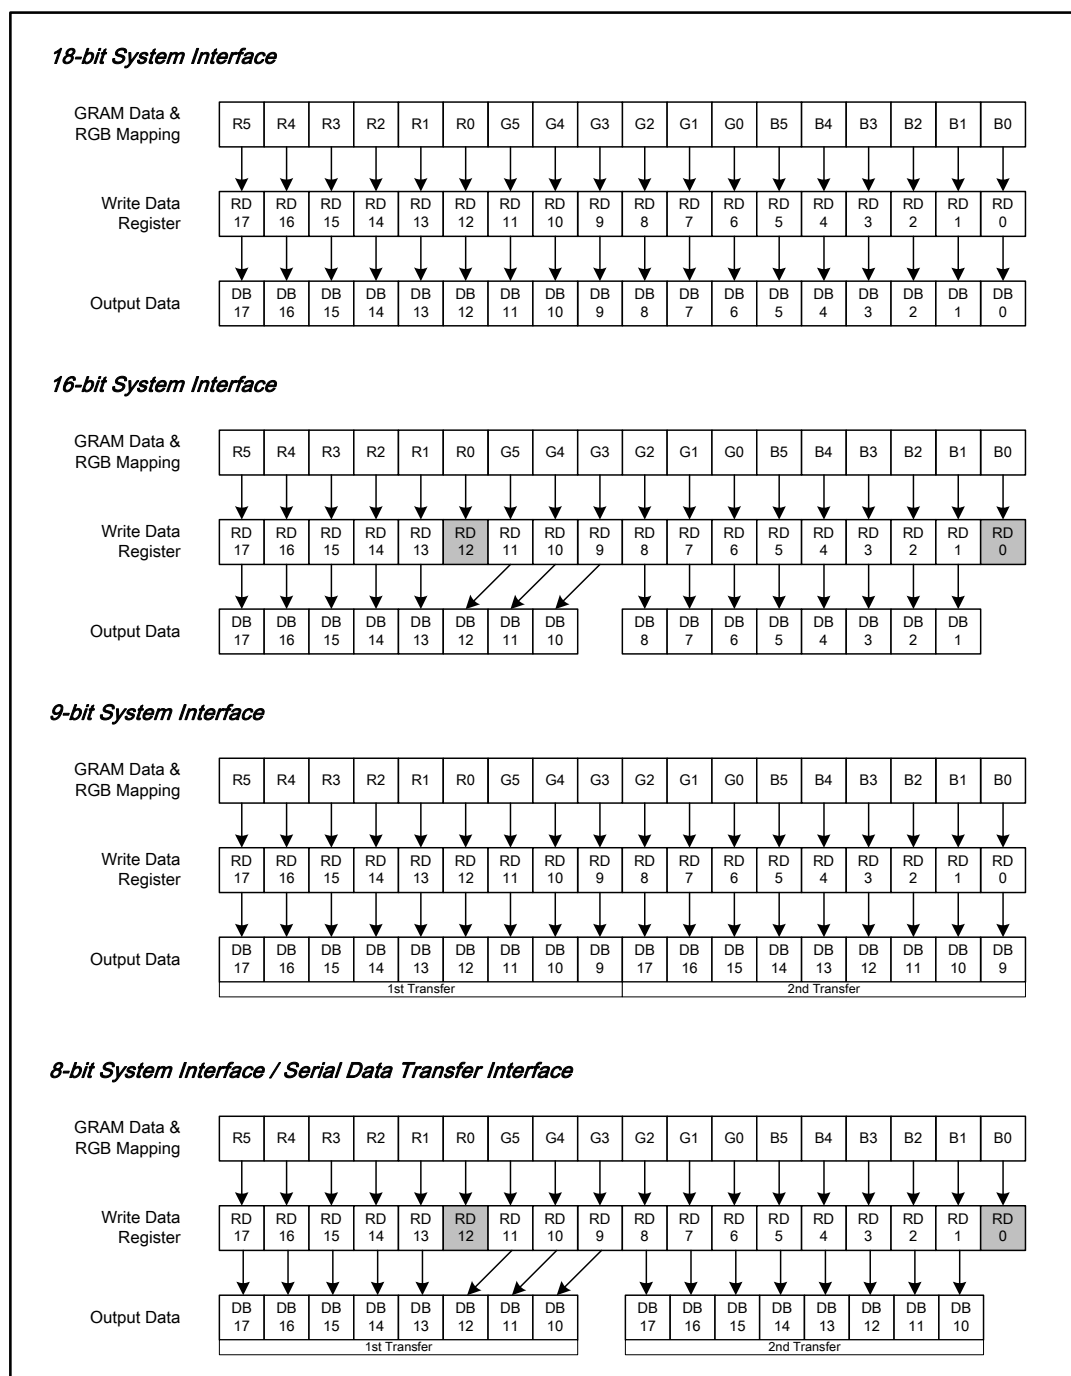 18-bit System Interface
GRAM Data &
RGB Mapping
R5 R4 R3 R2 R1 R0 G5 G4 G3 G2 G1 G0 B5 B4 B3 B2 B1 B0
Write Data
Register
RD 17 RD 16 RD 15 RD 14 RD 13 RD 12 RD 11 RD 10 RD 9 RD 8 RD 7 RD 6 RD 5 RD 4 RD 3 RD 2 RD 1 RD 0
Output Data
DB 17 DB 16 DB 15 DB 14 DB 13 DB 12 DB 11 DB 10 DB 9 DB 8 DB 7 DB 6 DB 5 DB 4 DB 3 DB 2 DB 1 DB 0
16-bit System Interface
GRAM Data &
RGB Mapping
R5 R4 R3 R2 R1 R0 G5 G4 G3 G2 G1 G0 B5 B4 B3 B2 B1 B0
Write Data
Register
RD 17 RD 16 RD 15 RD 14 RD 13 RD 12 RD 11 RD 10 RD 9 RD 8 RD 7 RD 6 RD 5 RD 4 RD 3 RD 2 RD 1 RD 0
Output Data
DB 17 DB 16 DB 15 DB 14 DB 13 DB 12 DB 11 DB 10 DB 8 DB 7 DB 6 DB 5 DB 4 DB 3 DB 2 DB 1
9-bit System Interface
GRAM Data &
RGB Mapping
R5 R4 R3 R2 R1 R0 G5 G4 G3 G2 G1 G0 B5 B4 B3 B2 B1 B0
Write Data
Register
RD 17 RD 16 RD 15 RD 14 RD 13 RD 12 RD 11 RD 10 RD 9 RD 8 RD 7 RD 6 RD 5 RD 4 RD 3 RD 2 RD 1 RD 0
Output Data
DB 17 DB 16 DB 15 DB 14 DB 13 DB 12 DB 11 DB 10 DB 9 DB 17 DB 16 DB 15 DB 14 DB 13 DB 12 DB 11 DB 10 DB 9
1st Transfer 2nd Transfer
8-bit System Interface / Serial Data Transfer Interface
GRAM Data &
RGB Mapping
R5 R4 R3 R2 R1 R0 G5 G4 G3 G2 G1 G0 B5 B4 B3 B2 B1 B0
Write Data
Register
RD 17 RD 16 RD 15 RD 14 RD 13 RD 12 RD 11 RD 10 RD 9 RD 8 RD 7 RD 6 RD 5 RD 4 RD 3 RD 2 RD 1 RD 0
Output Data
DB 17 DB 16 DB 15 DB 14 DB 13 DB 12 DB 11 DB 10 DB 17 DB 16 DB 15 DB 14 DB 13 DB 12 DB 11 DB 10
1st Transfer 2nd Transfer